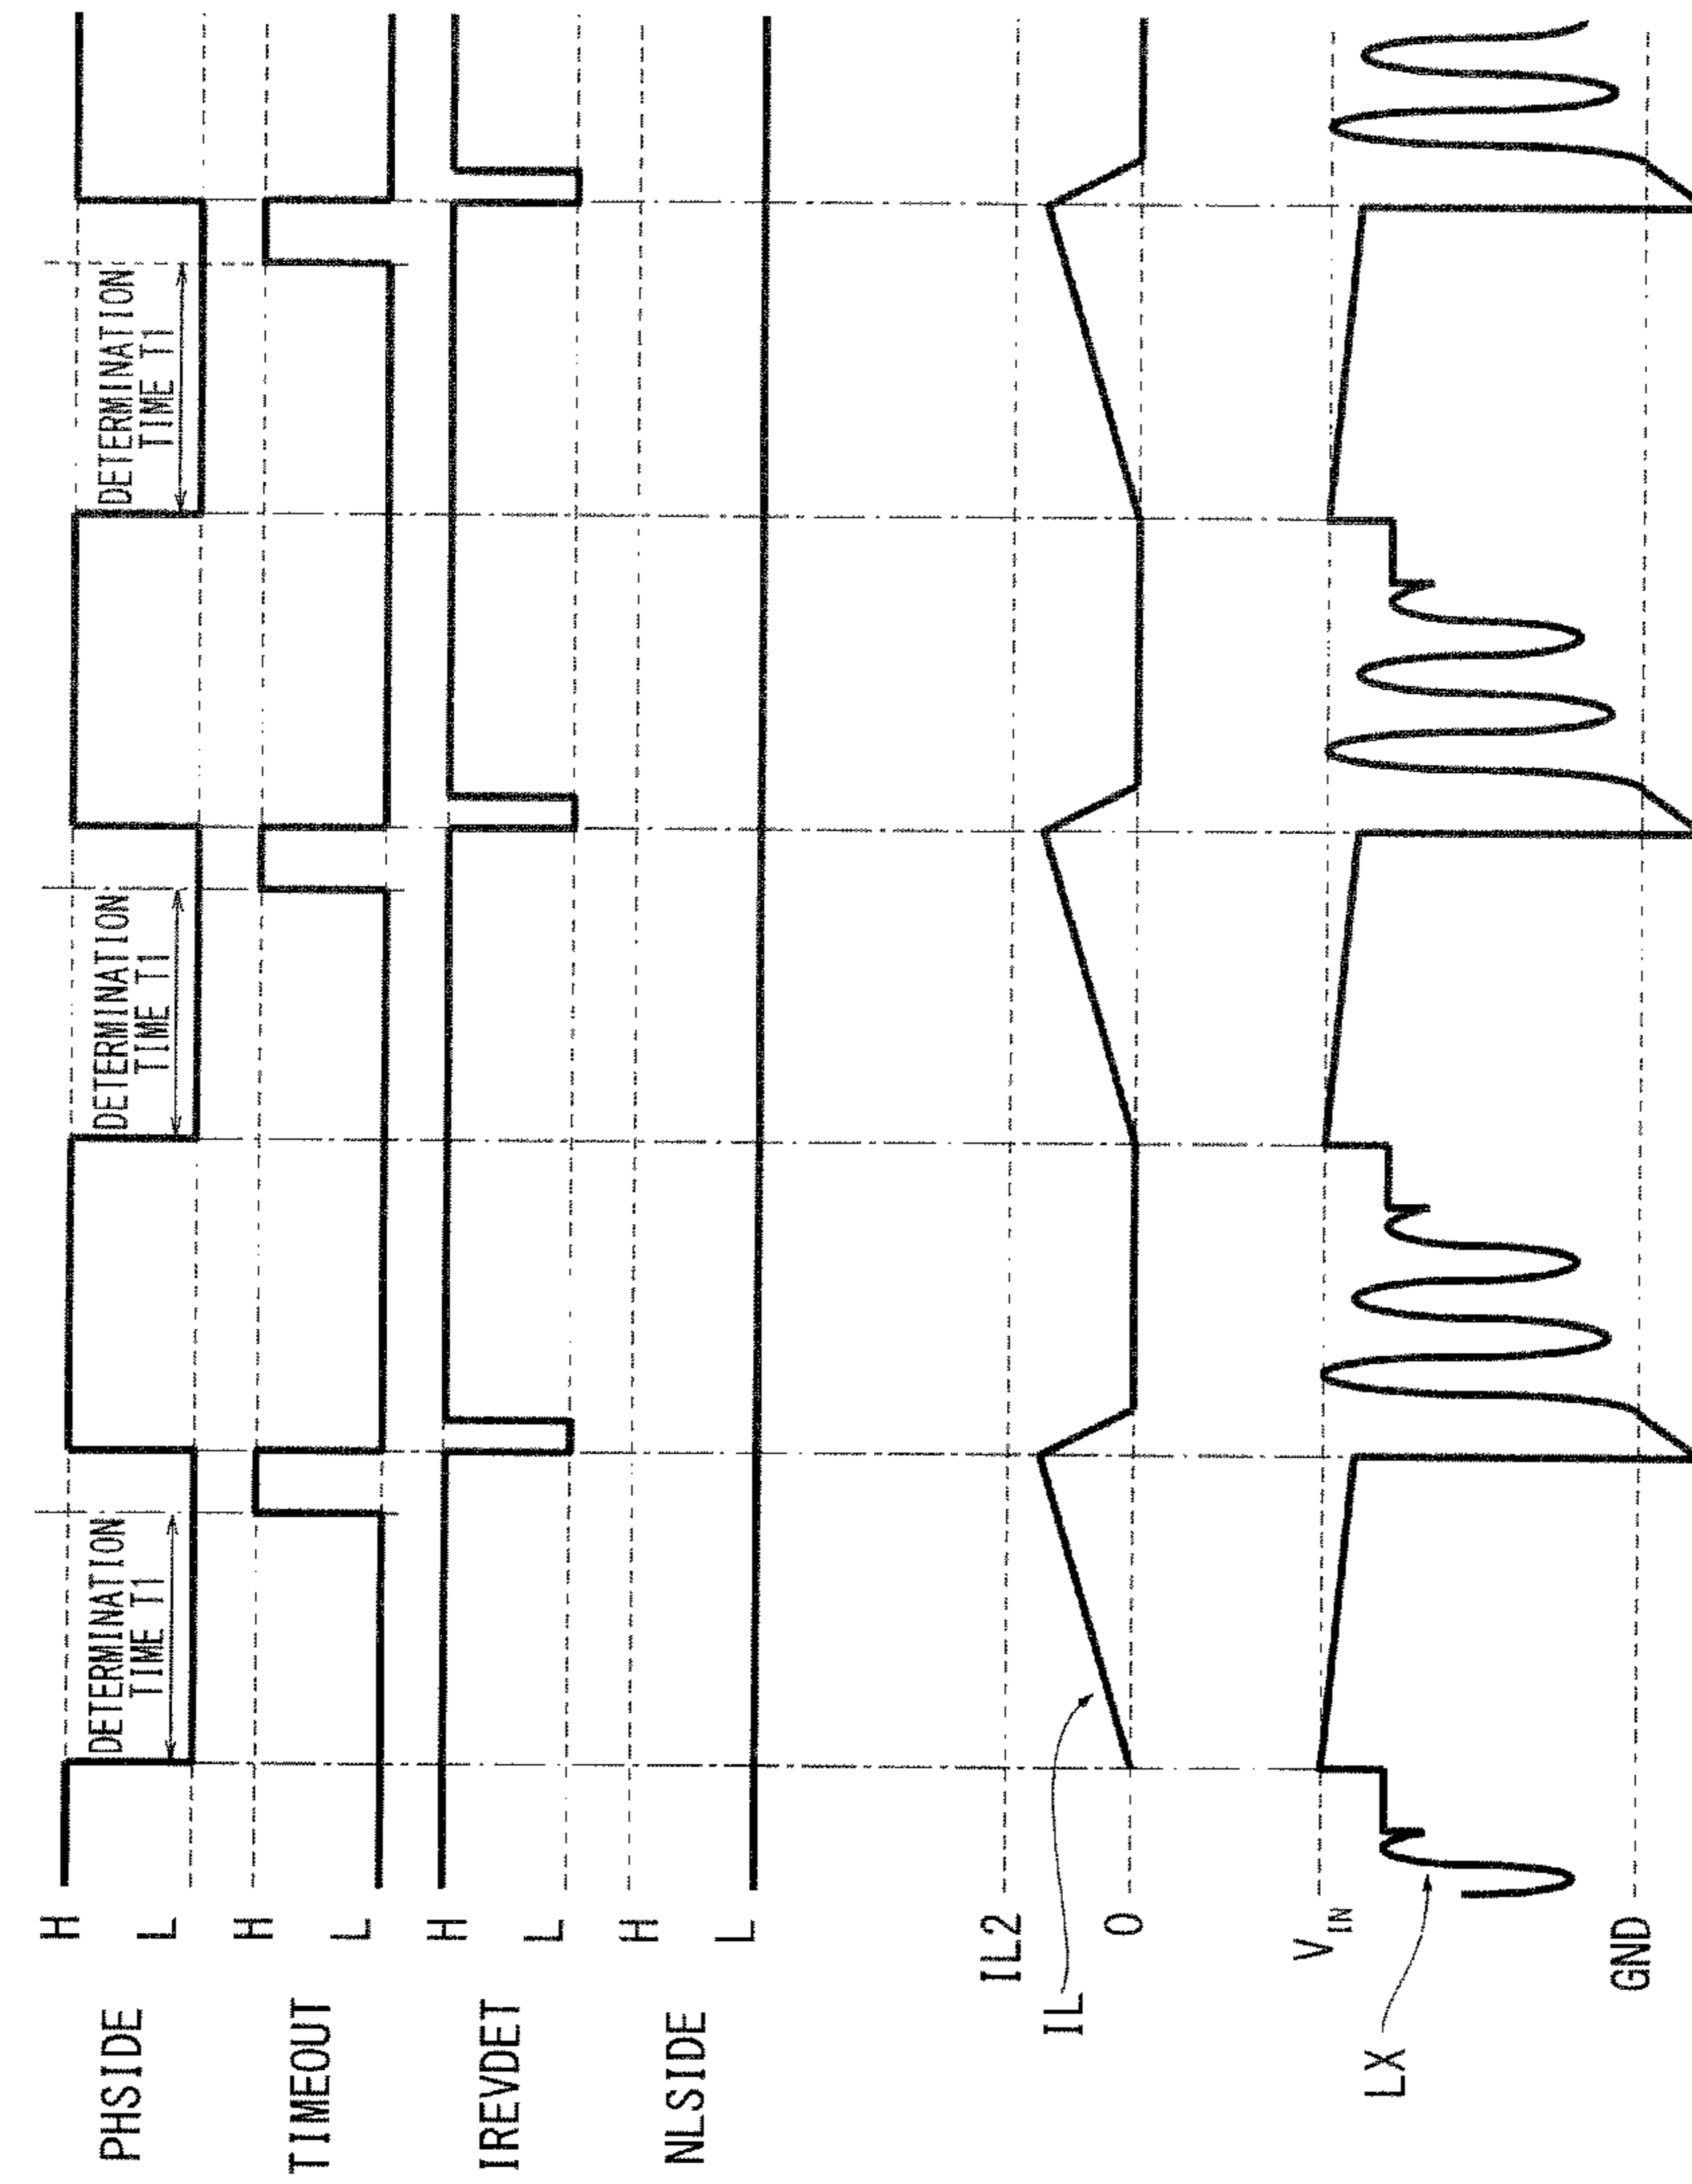 PHSIDE
H
L
DETERMINATION
TIME T1
DETERMINATION
TIME T1
DETERMINATION
TIME T1
TIMEOUT
H
L
IREVDET
H
L
NLSIDE
H
L
IL2
IL
0
V_IN
LX
GND